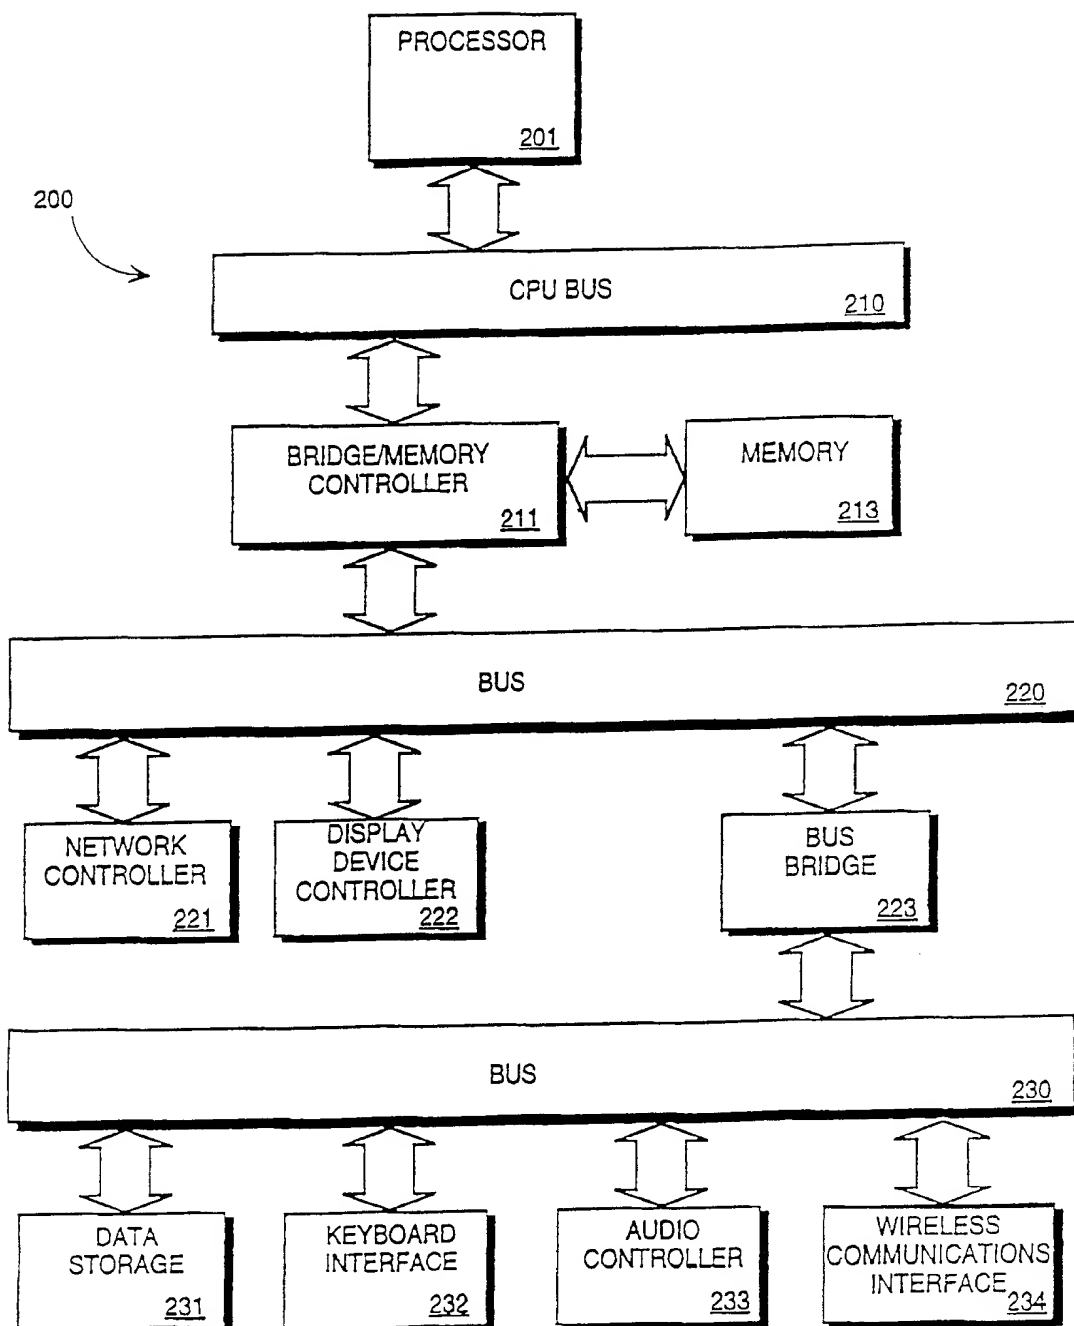 PROCESSOR
201
200
CPU BUS
210
BRIDGE/MEMORY
CONTROLLER
211
MEMORY
213
BUS
220
NETWORK
CONTROLLER
221
DISPLAY
DEVICE
CONTROLLER
222
BUS
BRIDGE
223
BUS
230
DATA
STORAGE
231
KEYBOARD
INTERFACE
232
AUDIO
CONTROLLER
233
WIRELESS
COMMUNICATIONS
INTERFACE
234